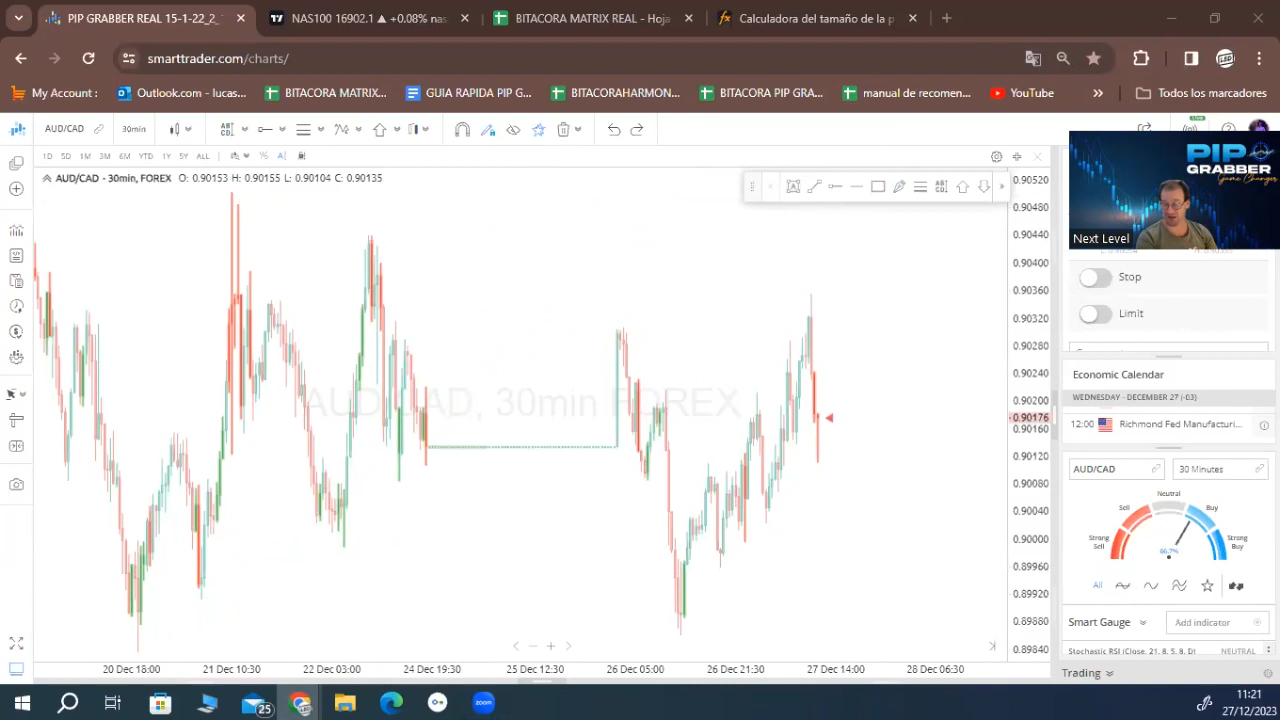 PIP GRABBER REAL 15-1-22_2_
NAS100 16902.1 ▲ +0.08% nas
BITACORA MATRIX REAL - Hoja
Calculadora del tamaño de la p
smarttrader.com/charts/
My Account :
Outlook.com - lucas...
BITACORA MATRIX...
GUIA RAPIDA PIP G...
BITACORAHARMON...
BITACORA PIP GRA...
manual de recomen...
YouTube
Todos los marcadores
AUD/CAD
30min
1D 5D 1M 3M 6M YTD 1Y 5Y ALL
AUD/CAD - 30min, FOREX O: 0.90153 H: 0.90155 L: 0.90104 C: 0.90135
AUD/CAD, 30min FOREX
0.90520
0.90480
0.90440
0.90400
0.90360
0.90320
0.90280
0.90240
0.90200
0.90176
0.90160
0.90120
0.90080
0.90040
0.90000
0.89960
0.89920
0.89880
0.89840
20 Dec 18:00
21 Dec 10:30
22 Dec 03:00
24 Dec 19:30
25 Dec 12:30
26 Dec 05:00
26 Dec 21:30
27 Dec 14:00
28 Dec 06:30
LIVE
PIP
GRABBER
Game Changer
Next Level
Stop
Limit
Economic Calendar
WEDNESDAY - DECEMBER 27 (-03)
12:00 Richmond Fed Manufacturi...
AUD/CAD
30 Minutes
Neutral
Sell
Buy
Strong
Sell
Strong
Buy
66.7%
All
Smart Gauge
Add indicator
Stochastic RSI (Close, 21, 8, 5, 8, D)
NEUTRAL
Trading
25
zoom
11:21
27/12/2023